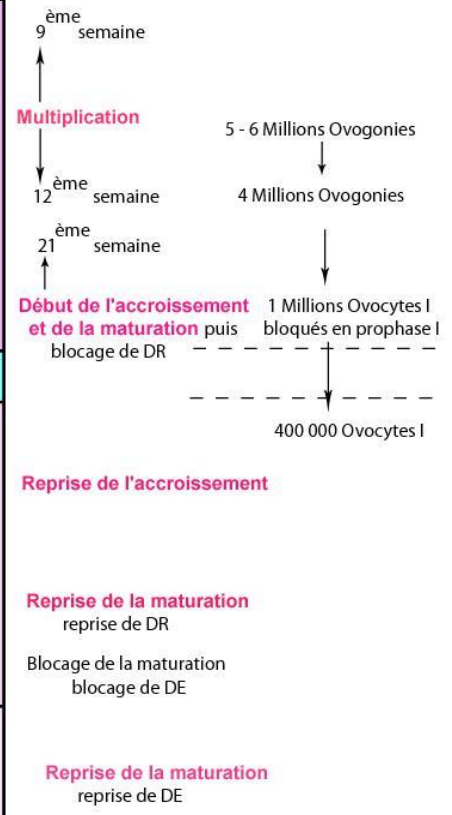 9ème semaine
Multiplication
5 - 6 Millions Ovogonies
12ème semaine
4 Millions Ovogonies
21ème semaine
Début de l'accroissement
et de la maturation puis
blocage de DR
1 Millions Ovocytes I
bloqués en prophase I
400 000 Ovocytes I
Reprise de l'accroissement
Reprise de la maturation
reprise de DR
Blocage de la maturation
blocage de DE
Reprise de la maturation
reprise de DE